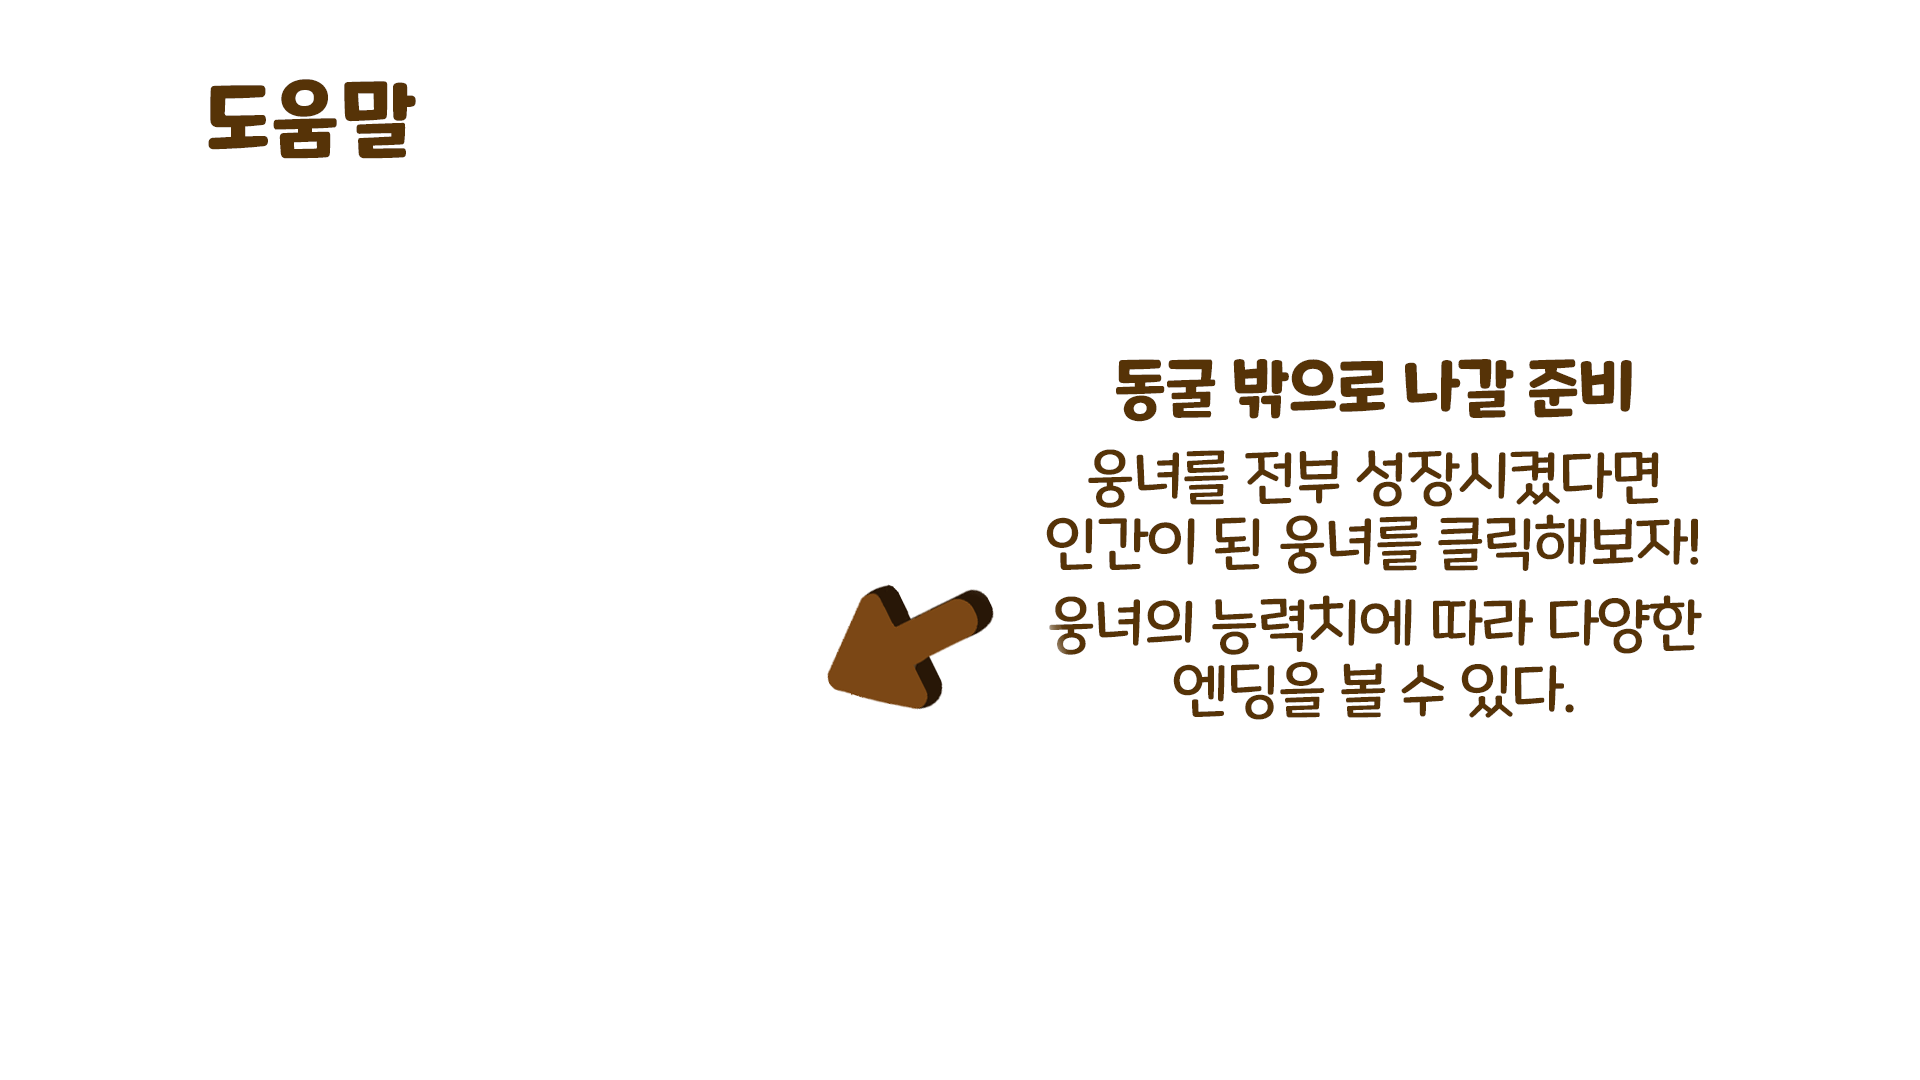 도움말
동굴 밖으로 나갈 준비
웅녀를 전부 성장시켰다면
인간이 된 웅녀를 클릭해보자!
웅녀의 능력치에 따라 다양한
엔딩을 볼 수 있다.